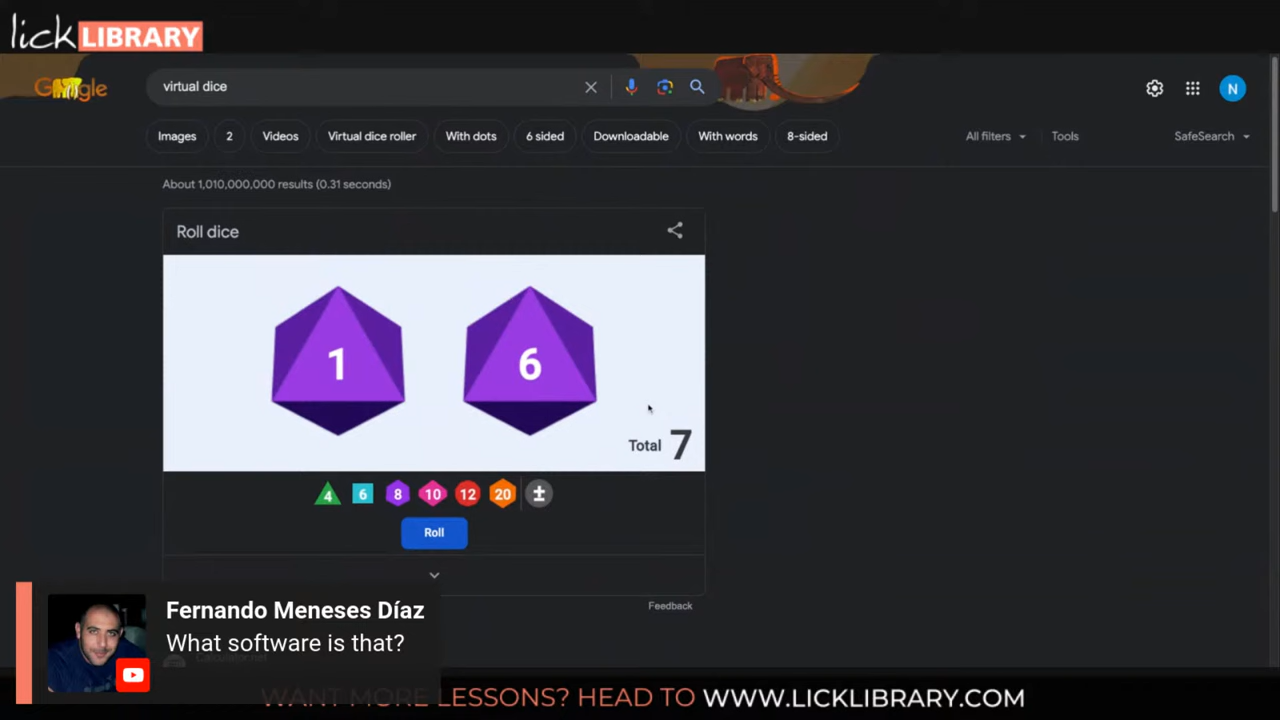 lick LIBRARY
Google
virtual dice
N
Images
2
Videos
Virtual dice roller
With dots
6 sided
Downloadable
With words
8-sided
All filters
Tools
SafeSearch
About 1,010,000,000 results (0.31 seconds)
Roll dice
1
6
Total 7
4
6
8
10
12
20
±
Roll
Feedback
Fernando Meneses Díaz
What software is that?
WANT MORE LESSONS? HEAD TO WWW.LICKLIBRARY.COM